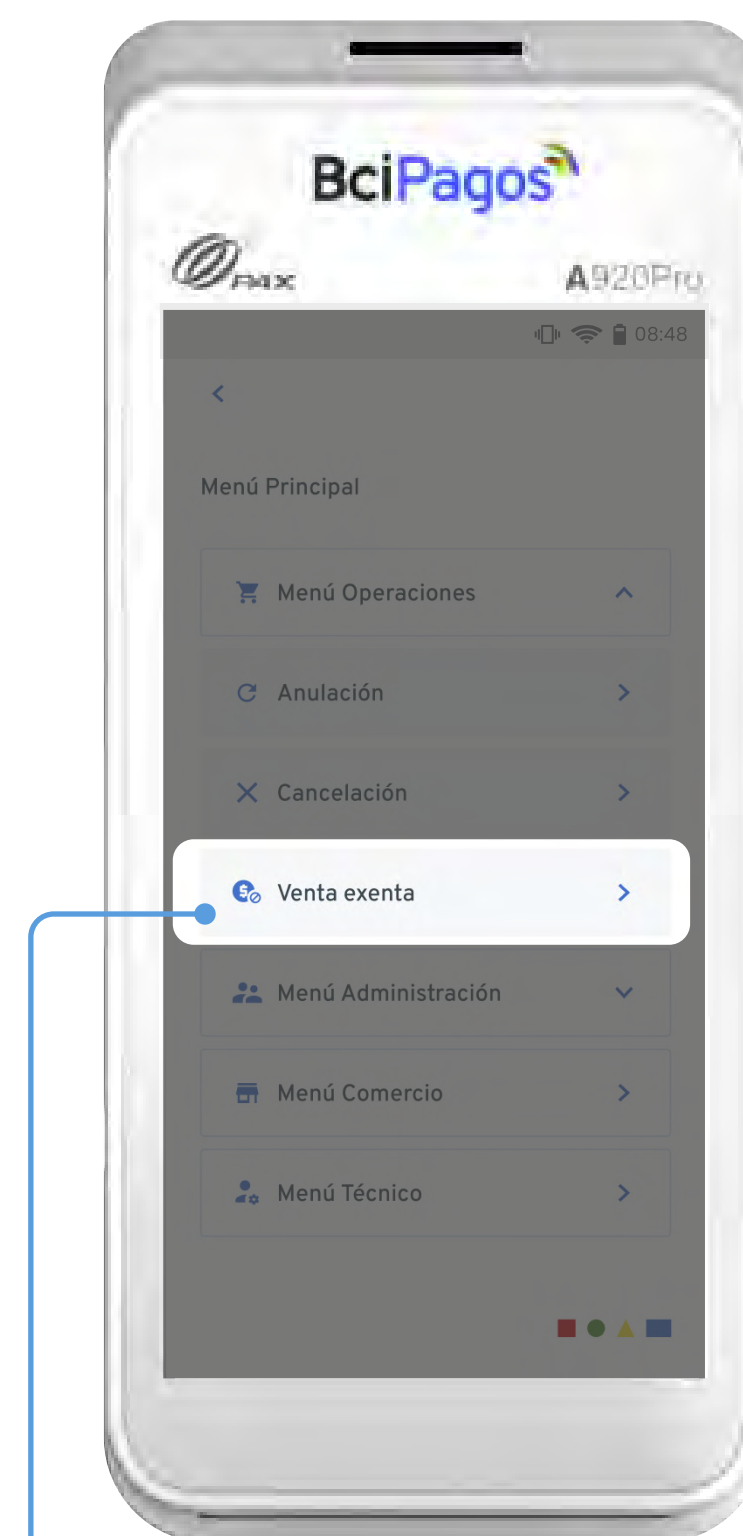 BciPagos
PAX
A920Pro
08:48
Menú Principal
Menú Operaciones
Anulación
Cancelación
Venta exenta
Menú Administración
Menú Comercio
Menú Técnico